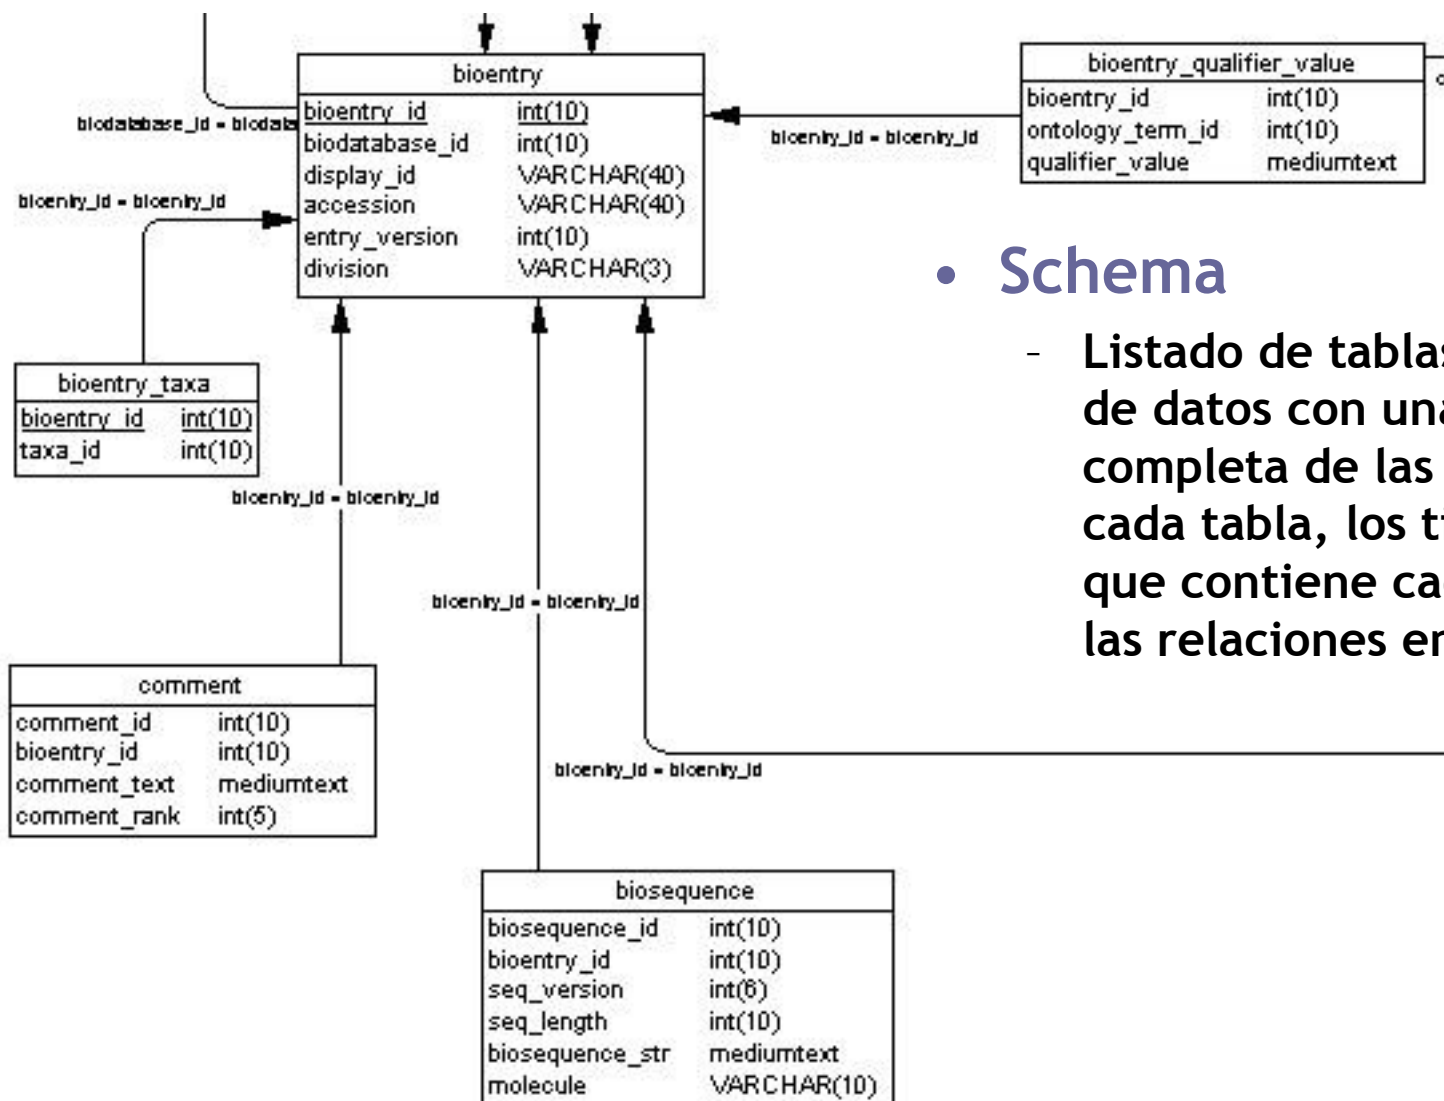 bioentry
bioentry_id int(10)
biodatabase_id int(10)
display_id VARCHAR(40)
accession VARCHAR(40)
entry_version int(10)
division VARCHAR(3)
biodatabase_id = biodata
bioentry_qualifier_value
bioentry_id int(10)
ontology_term_id int(10)
qualifier_value mediumtext
bioentry_id = bioentry_id
bioentry_id = bioentry_id
bioentry_taxa
bioentry_id int(10)
taxa_id int(10)
bioentry_id = bioentry_id
bioentry_id = bioentry_id
bioentry_id = bioentry_id
comment
comment_id int(10)
bioentry_id int(10)
comment_text mediumtext
comment_rank int(5)
biosequence
biosequence_id int(10)
bioentry_id int(10)
seq_version int(6)
seq_length int(10)
biosequence_str mediumtext
molecule VARCHAR(10)
• Schema
- Listado de tablas
de datos con una
completa de las
cada tabla, los t
que contiene ca
las relaciones e